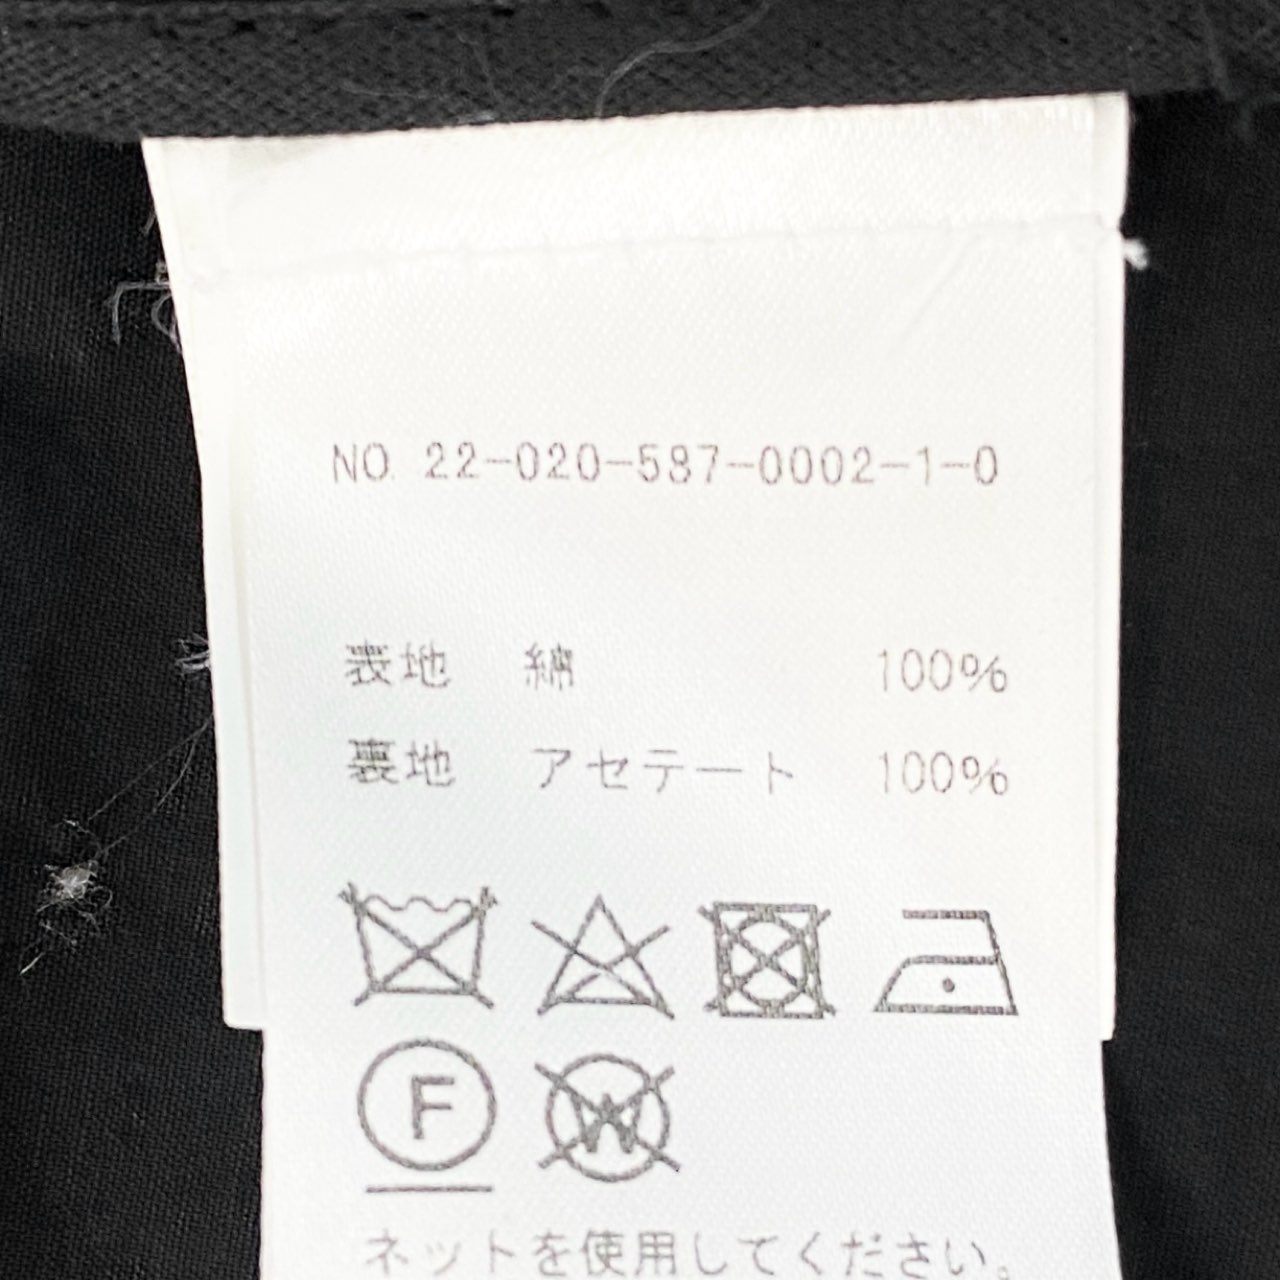 NO. 22-020-587-0002-1-0
表地 綿 100%
裏地 アセテート 100%
F W
ネットを使用してください。